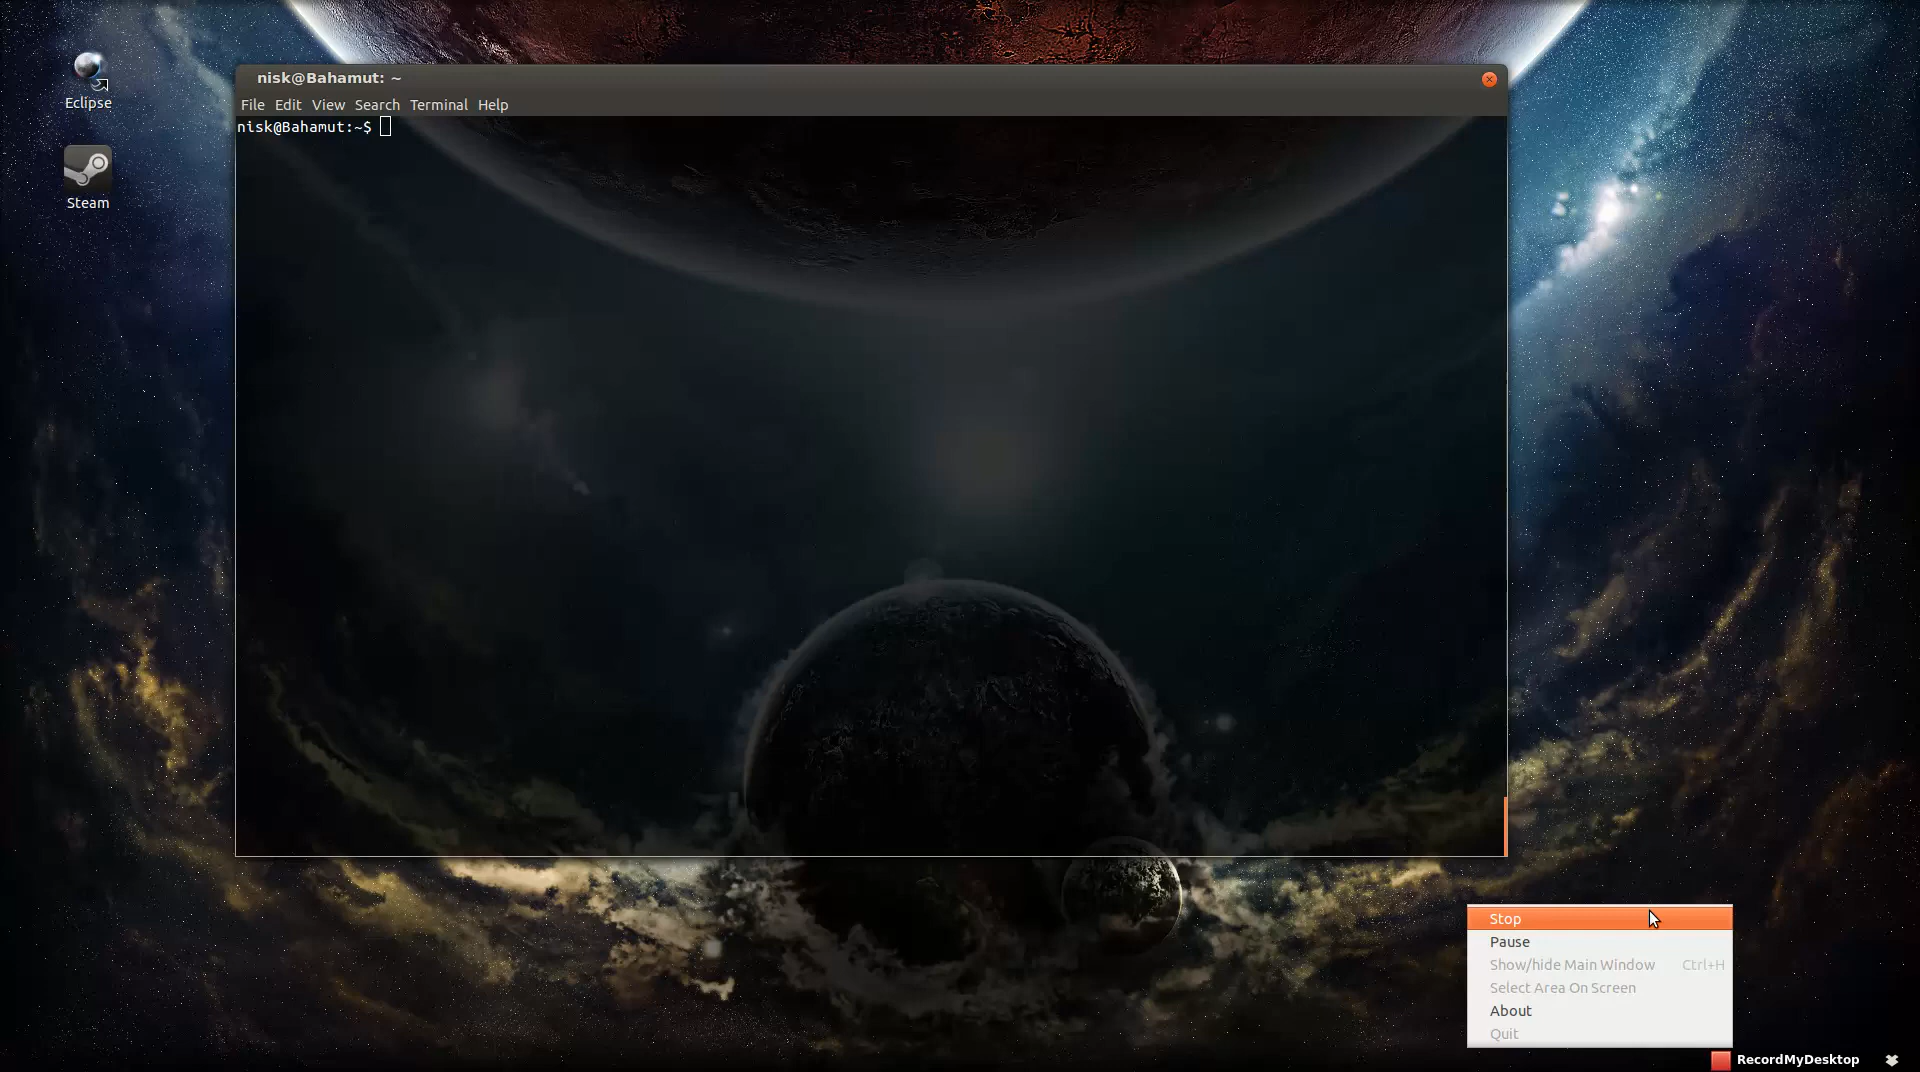 Eclipse
Steam
nisk@Bahamut: ~
File Edit View Search Terminal Help
nisk@Bahamut:~$
Stop
Pause
Show/hide Main Window Ctrl+H
Select Area On Screen
About
Quit
RecordMyDesktop